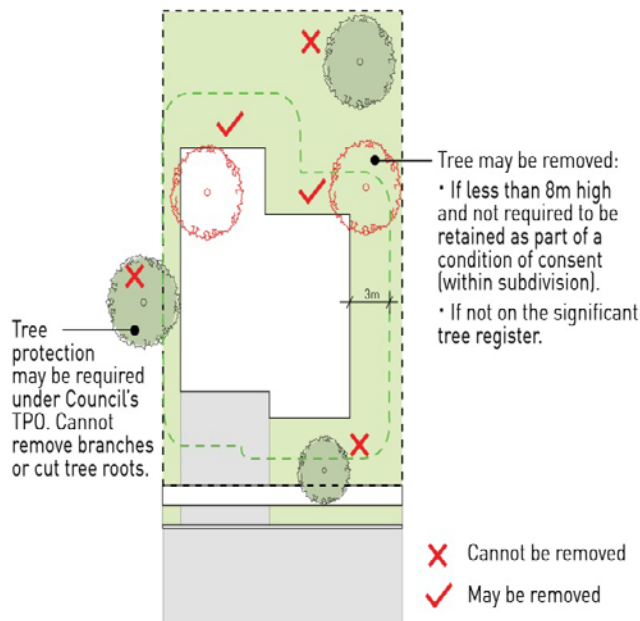 Tree may be removed:
• If less than 8m high
and not required to be
retained as part of a
condition of consent
(within subdivision).
• If not on the significant
tree register.
3m
Tree
protection
may be required
under Council's
TPO. Cannot
remove branches
or cut tree roots.
Cannot be removed
May be removed